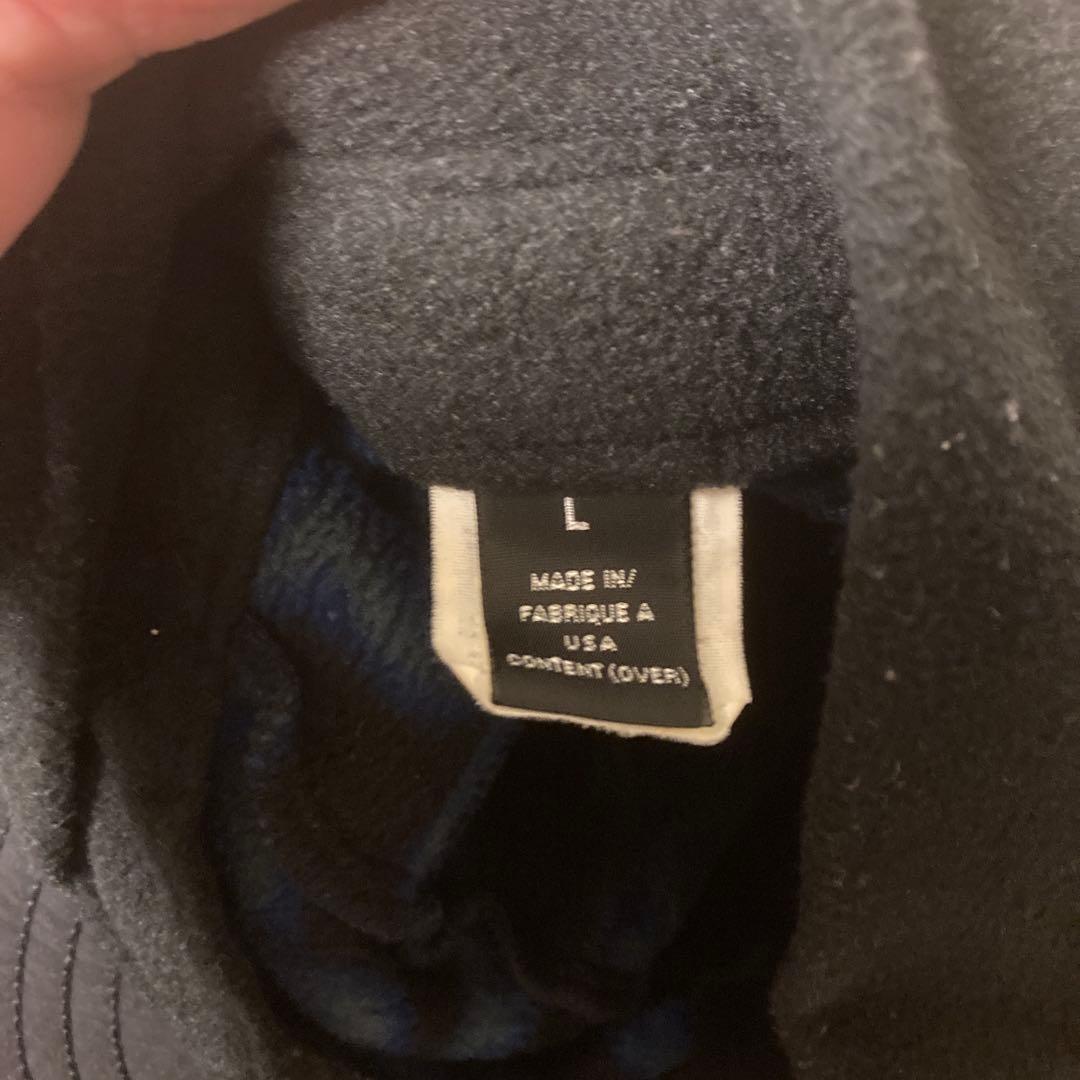 L
MADE IN/
FABRIQUE A
USA
CONTENT (OVER)